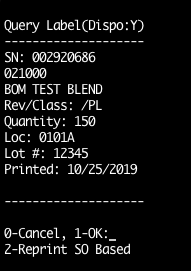 Query Label(Dispo:Y)
--------------------
SN: 002920686
021000
BOM TEST BLEND
Rev/Class: /PL
Quantity: 150
Loc: 0101A
Lot #: 12345
Printed: 10/25/2019
--------------------
0-Cancel, 1-OK:_
2-Reprint SO Based